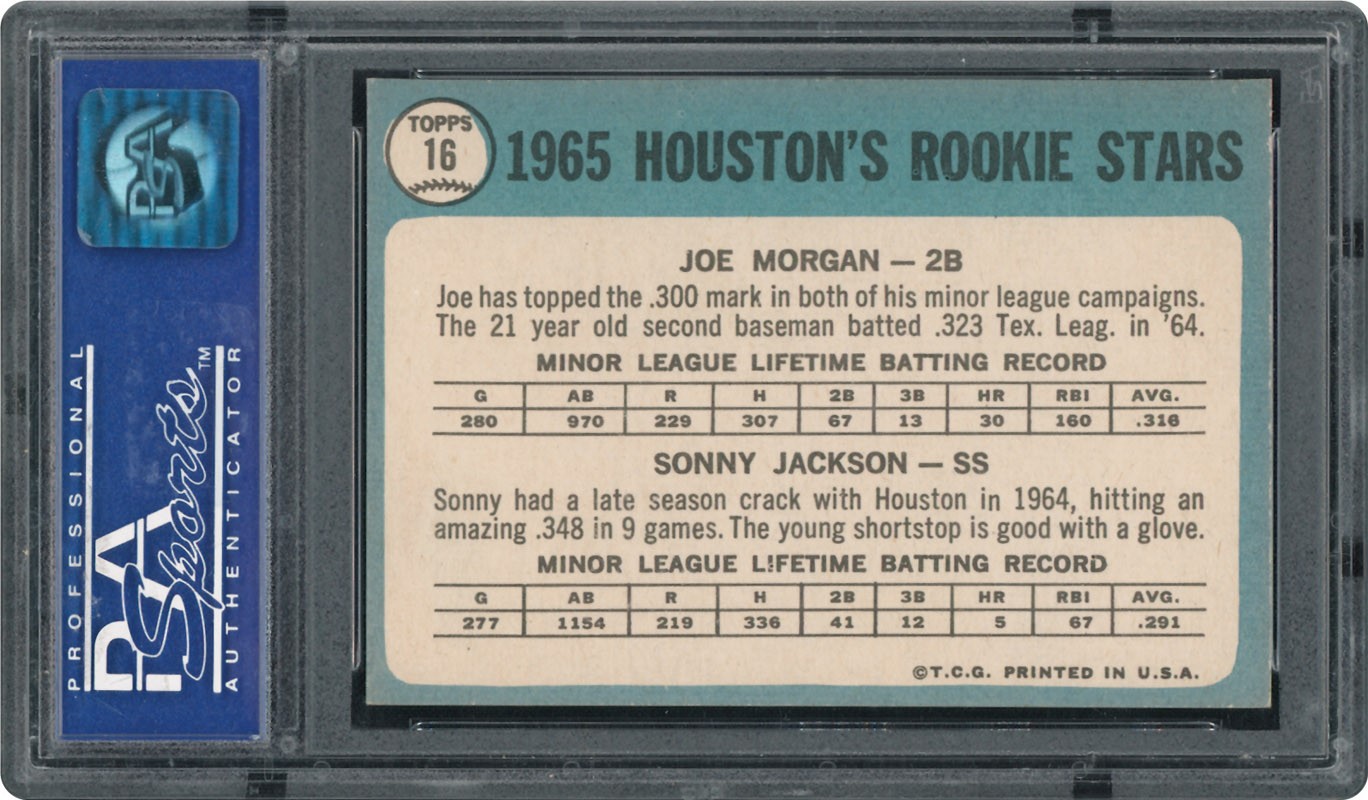 PSA
PROFESSIONAL
PSA Sports™
AUTHENTICATOR
TOPPS
16
1965 HOUSTON'S ROOKIE STARS
JOE MORGAN — 2B
Joe has topped the .300 mark in both of his minor league campaigns.
The 21 year old second baseman batted .323 Tex. Leag. in '64.
MINOR LEAGUE LIFETIME BATTING RECORD
G AB R H 2B 3B HR RBI AVG.
280 970 229 307 67 13 30 160 .316
SONNY JACKSON — SS
Sonny had a late season crack with Houston in 1964, hitting an
amazing .348 in 9 games. The young shortstop is good with a glove.
MINOR LEAGUE LIFETIME BATTING RECORD
G AB R H 2B 3B HR RBI AVG.
277 1154 219 336 41 12 5 67 .291
©T.C.G. PRINTED IN U.S.A.